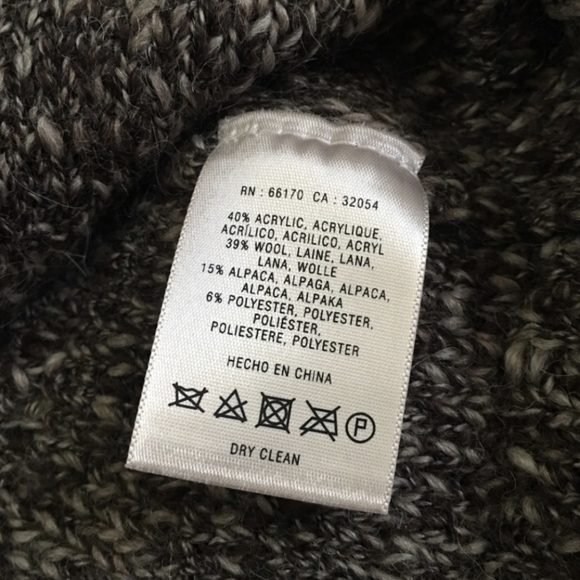 RN : 66170 CA : 32054
40% ACRYLIC, ACRYLIQUE,
ACRÍLICO, ACRILICO, ACRYL
39% WOOL, LAINE, LANA,
LANA, WOLLE
15% ALPACA, ALPAGA, ALPACA,
ALPACA, ALPAKA
6% POLYESTER, POLYESTER,
POLIÉSTER,
POLIESTERE, POLYESTER
HECHO EN CHINA
P
DRY CLEAN